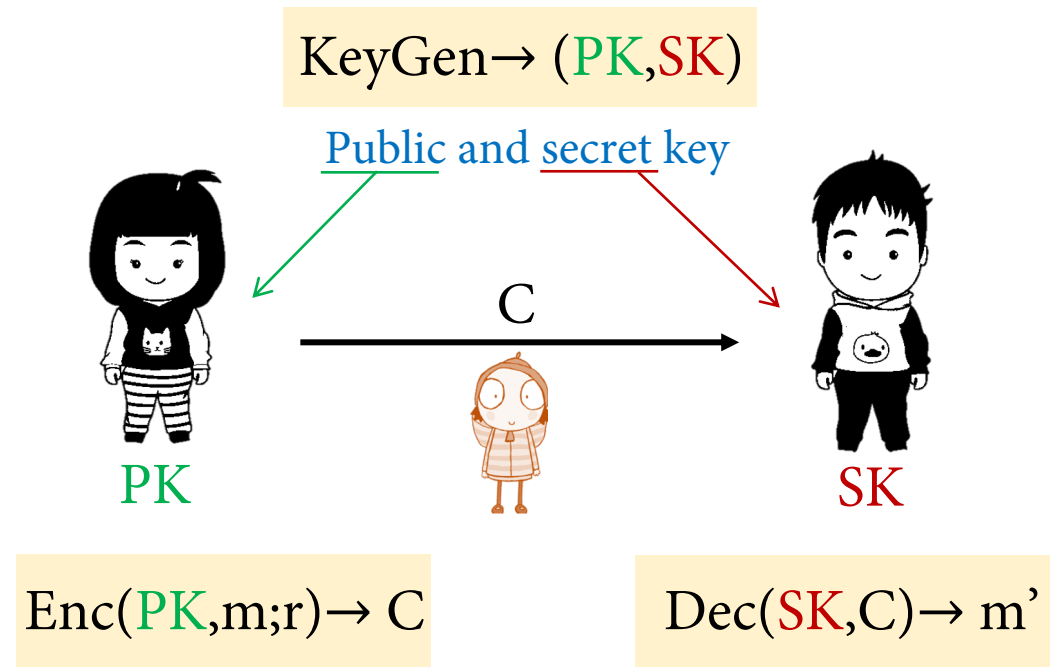 KeyGen→ (PK,SK)
Public and secret key
C
PK
SK
Enc(PK,m;r)→ C
Dec(SK,C)→ m’